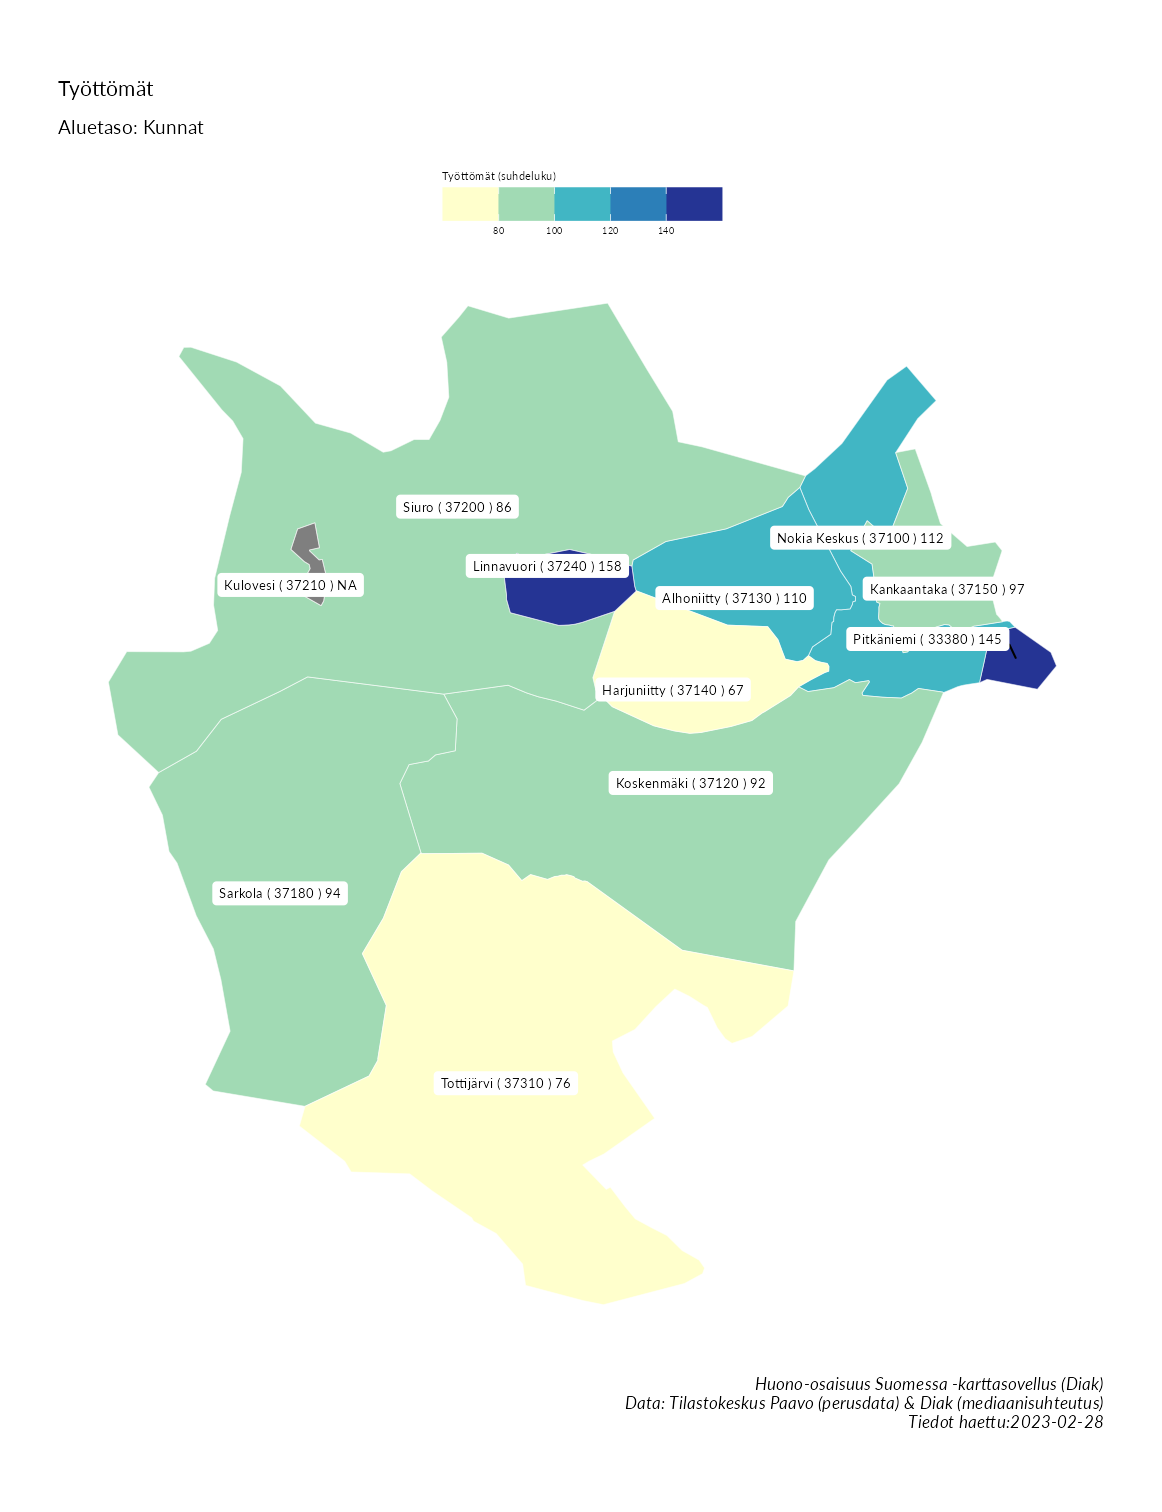 Työttömät
Aluetaso: Kunnat
Työttömät (suhdeluku)
80 100 120 140
Siuro ( 37200 ) 86
Nokia Keskus ( 37100 ) 112
Linnavuori ( 37240 ) 158
Kulovesi ( 37210 ) NA
Kankaantaka ( 37150 ) 97
Alhoniitty ( 37130 ) 110
Pitkäniemi ( 33380 ) 145
Harjuniitty ( 37140 ) 67
Koskenmäki ( 37120 ) 92
Sarkola ( 37180 ) 94
Tottijärvi ( 37310 ) 76
Huono-osaisuus Suomessa -karttasovellus (Diak)
Data: Tilastokeskus Paavo (perusdata) & Diak (mediaanisuhteutus)
Tiedot haettu:2023-02-28